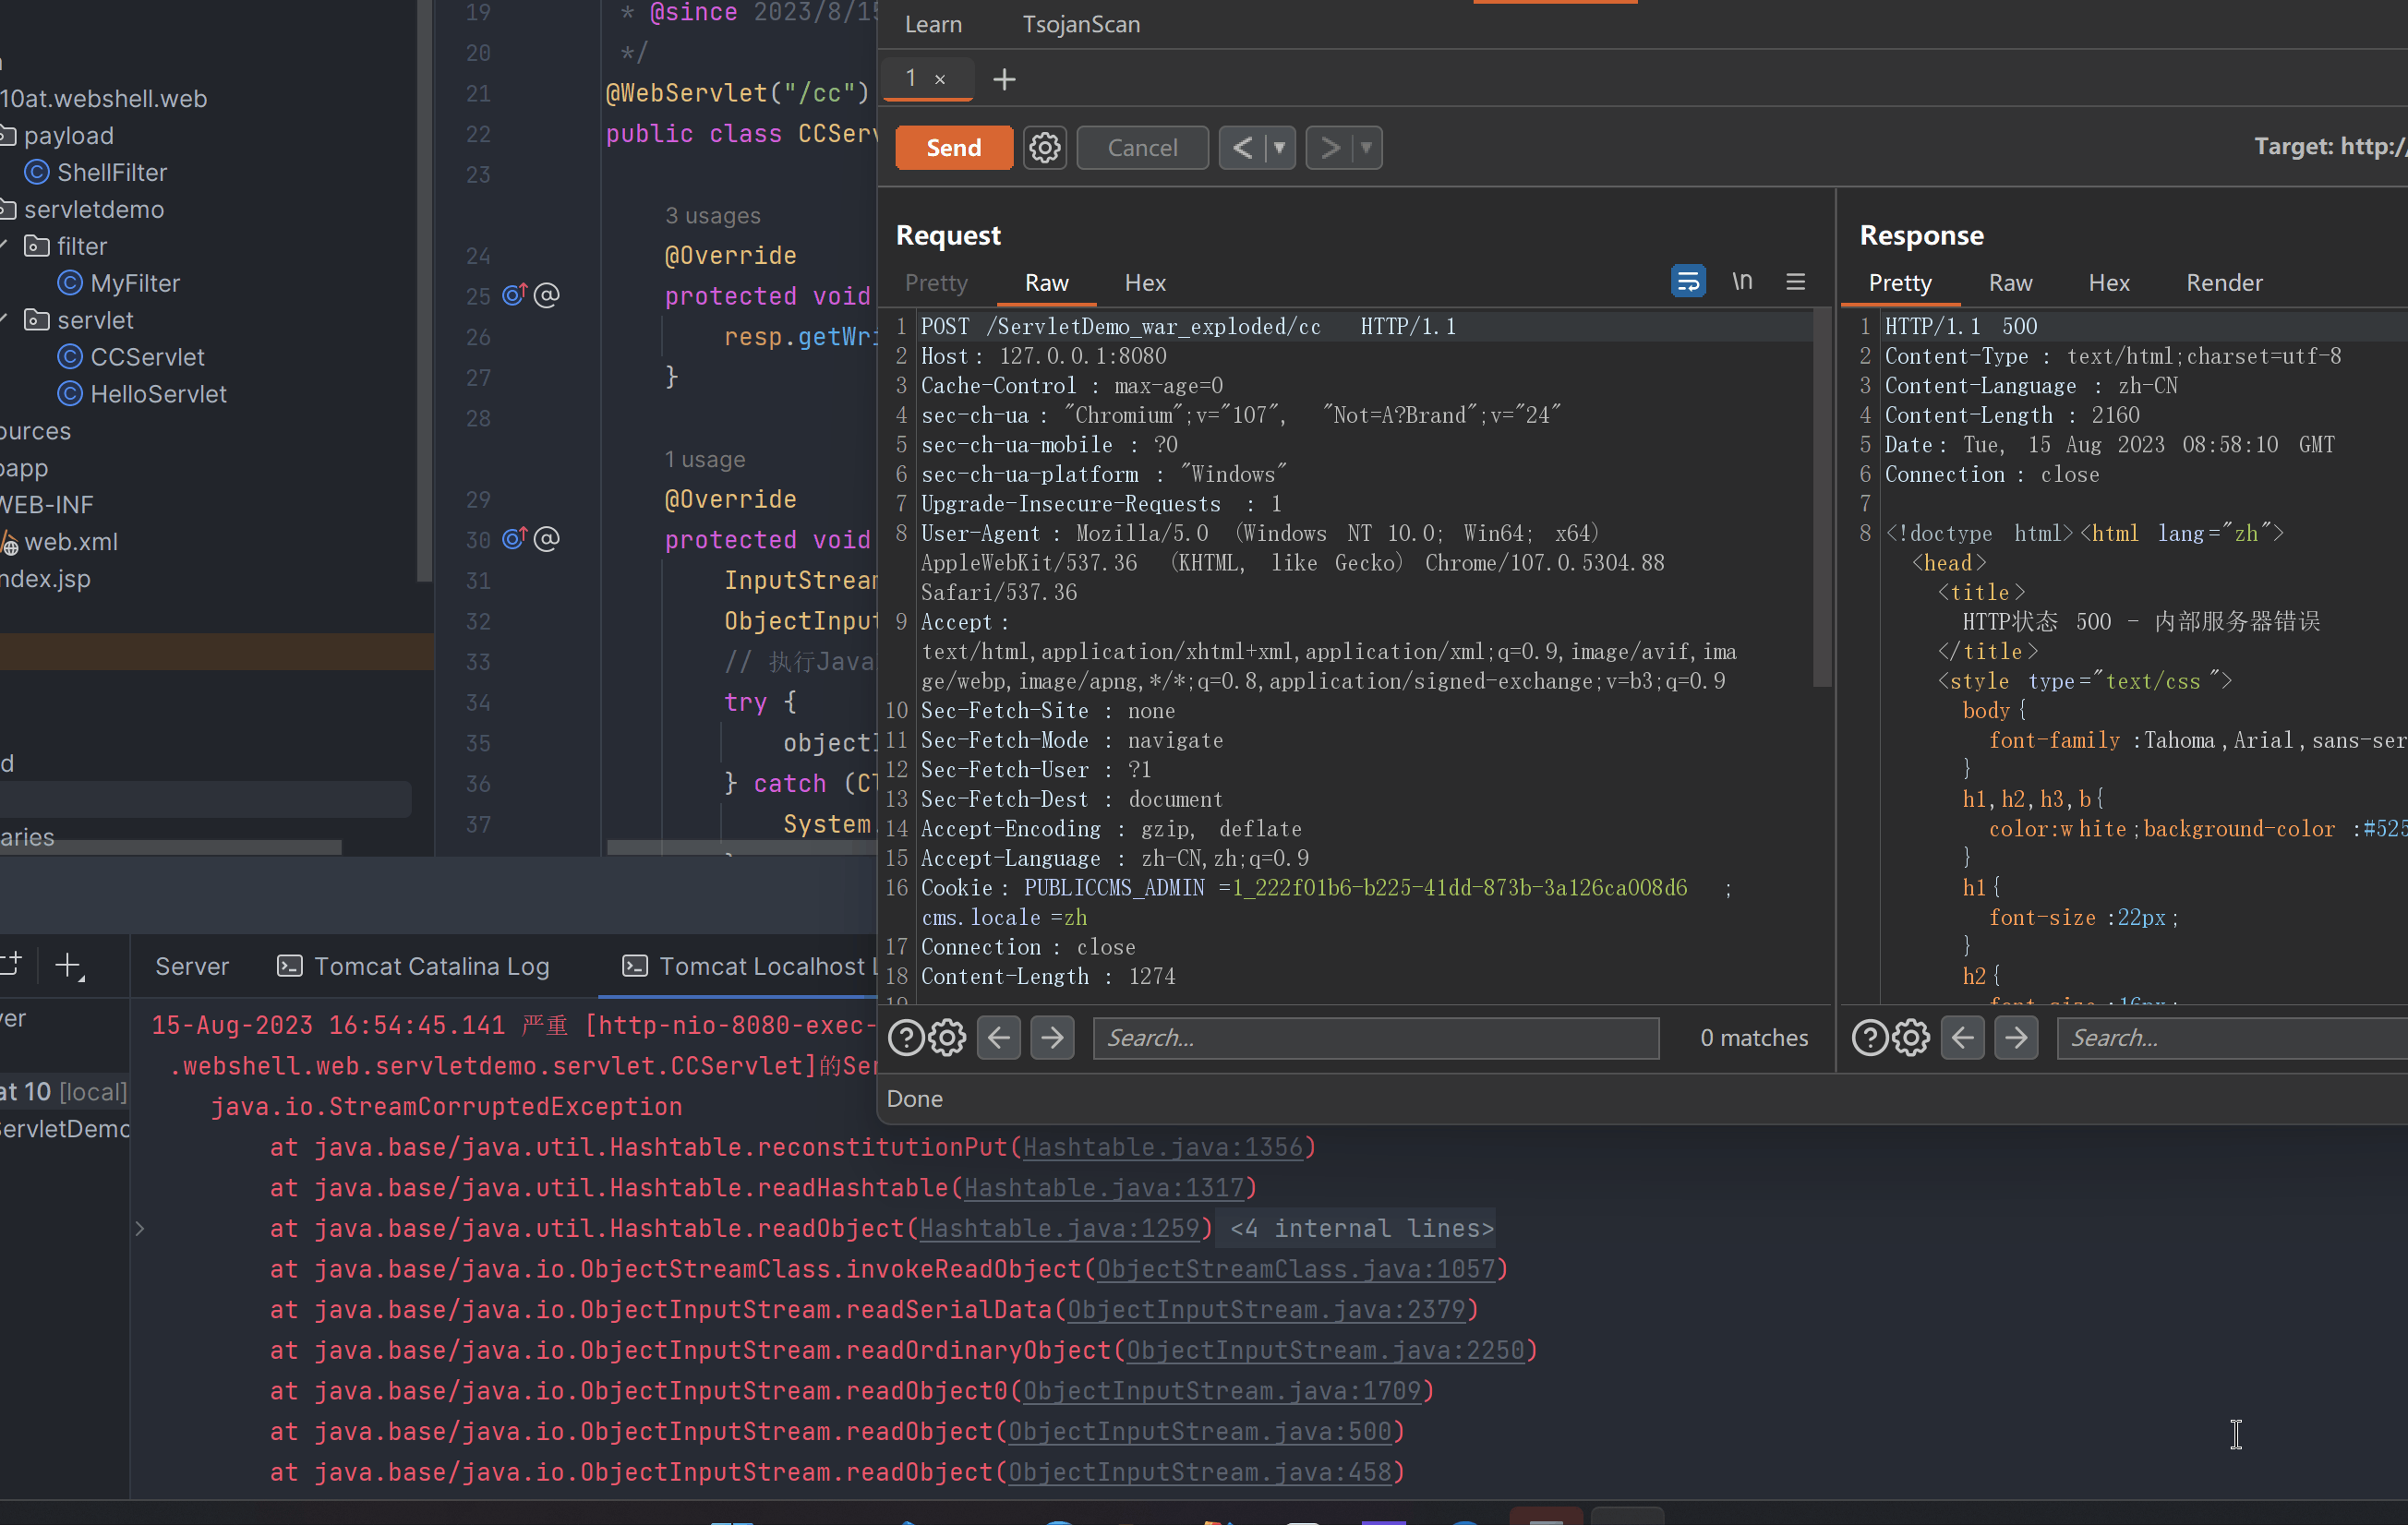 10at.webshell.web
payload
ShellFilter
servletdemo
filter
MyFilter
servlet
CCServlet
HelloServlet
ources
WEB-INF
web.xml
ndex.jsp
aries
19 * @since 2023/8/15
20 */
21 @WebServlet("/cc")
22 public class CCServ
23
3 usages
24 @Override
25 protected void
26 resp.getWri
27 }
28
1 usage
29 @Override
30 protected void
31 InputStream
32 ObjectInput
33 // 执行Java
34 try {
35 objectI
36 } catch (Cl
37 System.
Learn TsojanScan
1 × +
Send Cancel < >
Target: http://
Request
Pretty Raw Hex \n
1 POST /ServletDemo_war_exploded/cc HTTP/1.1
2 Host: 127.0.0.1:8080
3 Cache-Control: max-age=0
4 sec-ch-ua: "Chromium";v="107", "Not=A?Brand";v="24"
5 sec-ch-ua-mobile: ?0
6 sec-ch-ua-platform: "Windows"
7 Upgrade-Insecure-Requests: 1
8 User-Agent: Mozilla/5.0 (Windows NT 10.0; Win64; x64)
AppleWebKit/537.36 (KHTML, like Gecko) Chrome/107.0.5304.88
Safari/537.36
9 Accept:
text/html,application/xhtml+xml,application/xml;q=0.9,image/avif,ima
ge/webp,image/apng,*/*;q=0.8,application/signed-exchange;v=b3;q=0.9
10 Sec-Fetch-Site: none
11 Sec-Fetch-Mode: navigate
12 Sec-Fetch-User: ?1
13 Sec-Fetch-Dest: document
14 Accept-Encoding: gzip, deflate
15 Accept-Language: zh-CN,zh;q=0.9
16 Cookie: PUBLICCMS_ADMIN=1_222f01b6-b225-41dd-873b-3a126ca008d6;
cms.locale=zh
17 Connection: close
18 Content-Length: 1274
Search... 0 matches
Done
Response
Pretty Raw Hex Render
1 HTTP/1.1 500
2 Content-Type: text/html;charset=utf-8
3 Content-Language: zh-CN
4 Content-Length: 2160
5 Date: Tue, 15 Aug 2023 08:58:10 GMT
6 Connection: close
7
8 <!doctype html><html lang="zh">
<head>
<title>
HTTP状态 500 - 内部服务器错误
</title>
<style type="text/css">
body{
font-family:Tahoma,Arial,sans-ser
}
h1,h2,h3,b{
color:white;background-color:#525
}
h1{
font-size:22px;
}
h2{
font-size:16px;
Search...
Server Tomcat Catalina Log Tomcat Localhost L
ver
at 10 [local]
ServletDemo
15-Aug-2023 16:54:45.141 严重 [http-nio-8080-exec-
.webshell.web.servletdemo.servlet.CCServlet]的Ser
java.io.StreamCorruptedException
at java.base/java.util.Hashtable.reconstitutionPut(Hashtable.java:1356)
at java.base/java.util.Hashtable.readHashtable(Hashtable.java:1317)
at java.base/java.util.Hashtable.readObject(Hashtable.java:1259) <4 internal lines>
at java.base/java.io.ObjectStreamClass.invokeReadObject(ObjectStreamClass.java:1057)
at java.base/java.io.ObjectInputStream.readSerialData(ObjectInputStream.java:2379)
at java.base/java.io.ObjectInputStream.readOrdinaryObject(ObjectInputStream.java:2250)
at java.base/java.io.ObjectInputStream.readObject0(ObjectInputStream.java:1709)
at java.base/java.io.ObjectInputStream.readObject(ObjectInputStream.java:500)
at java.base/java.io.ObjectInputStream.readObject(ObjectInputStream.java:458)